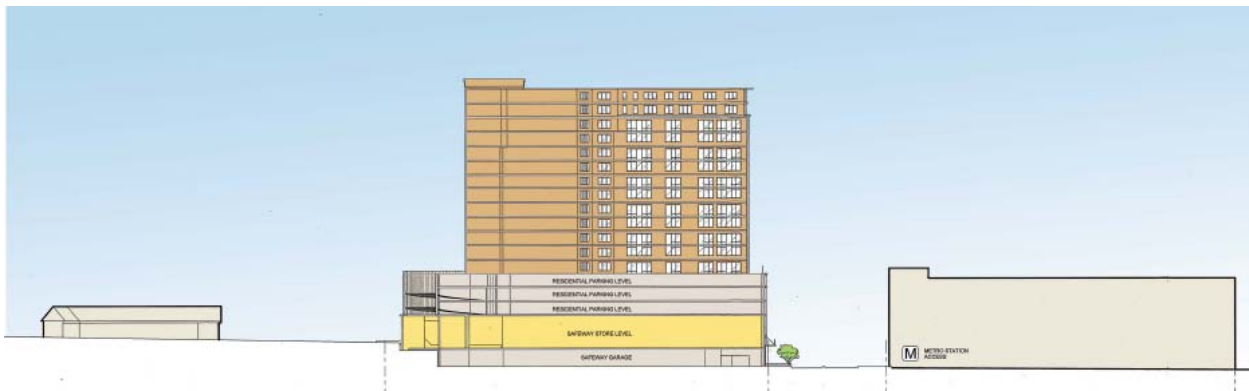 RESIDENTIAL PARKING LEVEL
RESIDENTIAL PARKING LEVEL
RESIDENTIAL PARKING LEVEL
SAFEWAY STORE LEVEL
SAFEWAY GARAGE
M METRO STATION
ACCESS